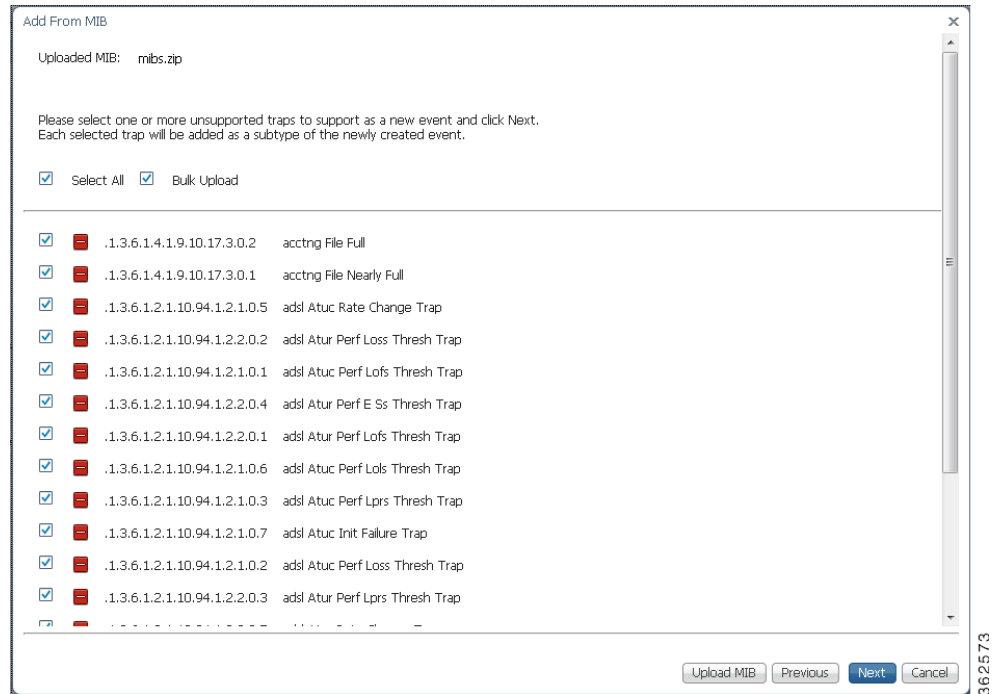 Add From MIB
Uploaded MIB: mibs.zip
Please select one or more unsupported traps to support as a new event and click Next.
Each selected trap will be added as a subtype of the newly created event.
Select All Bulk Upload
.1.3.6.1.4.1.9.10.17.3.0.2 acctng File Full
.1.3.6.1.4.1.9.10.17.3.0.1 acctng File Nearly Full
.1.3.6.1.2.1.10.94.1.2.1.0.5 adsl Atuc Rate Change Trap
.1.3.6.1.2.1.10.94.1.2.2.0.2 adsl Atur Perf Loss Thresh Trap
.1.3.6.1.2.1.10.94.1.2.1.0.1 adsl Atuc Perf Lofs Thresh Trap
.1.3.6.1.2.1.10.94.1.2.2.0.4 adsl Atur Perf E Ss Thresh Trap
.1.3.6.1.2.1.10.94.1.2.2.0.1 adsl Atur Perf Lofs Thresh Trap
.1.3.6.1.2.1.10.94.1.2.1.0.6 adsl Atuc Perf Lols Thresh Trap
.1.3.6.1.2.1.10.94.1.2.1.0.3 adsl Atuc Perf Lprs Thresh Trap
.1.3.6.1.2.1.10.94.1.2.1.0.7 adsl Atuc Init Failure Trap
.1.3.6.1.2.1.10.94.1.2.1.0.2 adsl Atuc Perf Loss Thresh Trap
.1.3.6.1.2.1.10.94.1.2.2.0.3 adsl Atur Perf Lprs Thresh Trap
Upload MIB Previous Next Cancel
362573